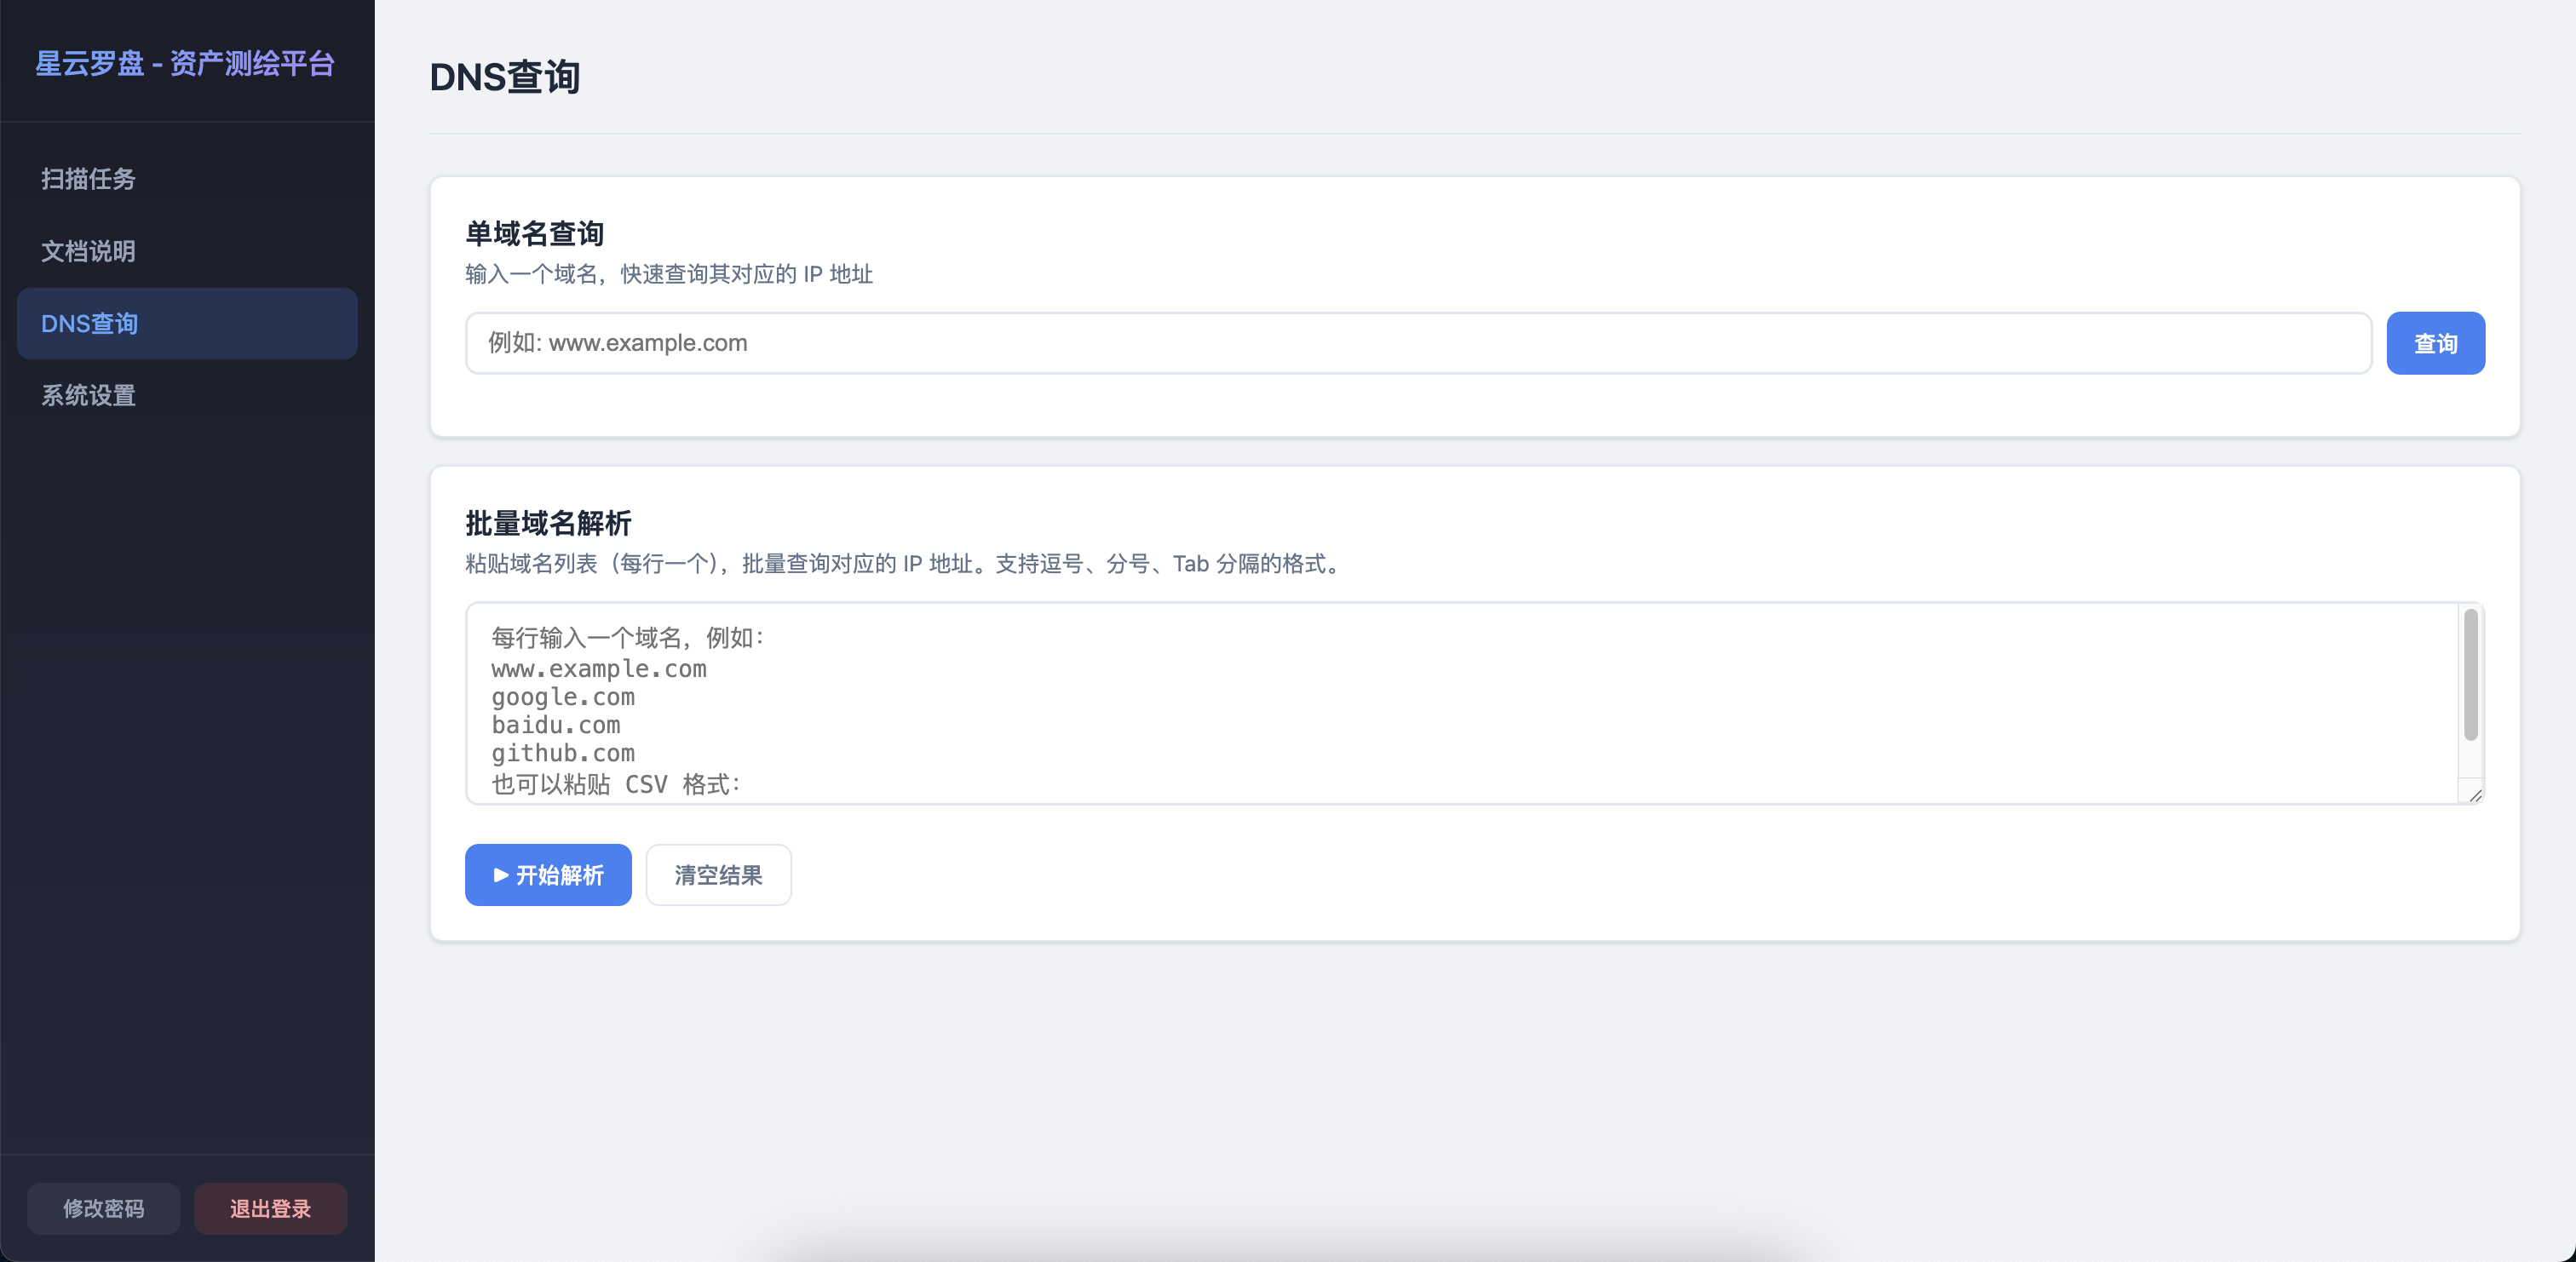 星云罗盘 - 资产测绘平台
扫描任务
文档说明
DNS查询
系统设置
修改密码
退出登录
DNS查询
单域名查询
输入一个域名，快速查询其对应的 IP 地址
例如: www.example.com
查询
批量域名解析
粘贴域名列表（每行一个），批量查询对应的 IP 地址。支持逗号、分号、Tab 分隔的格式。
每行输入一个域名，例如：
www.example.com
google.com
baidu.com
github.com
也可以粘贴 CSV 格式：
▶ 开始解析
清空结果